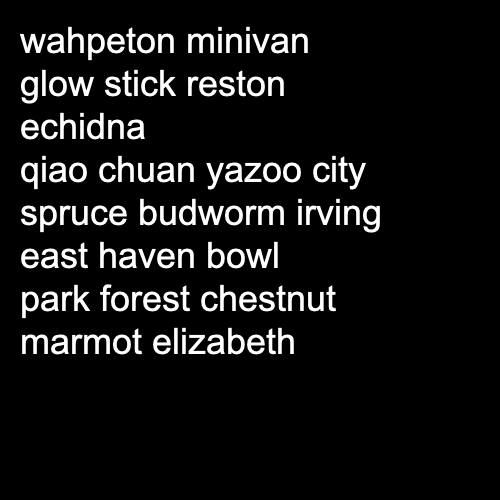 wahpeton minivan
glow stick reston
echidna
qiao chuan yazoo city
spruce budworm irving
east haven bowl
park forest chestnut
marmot elizabeth